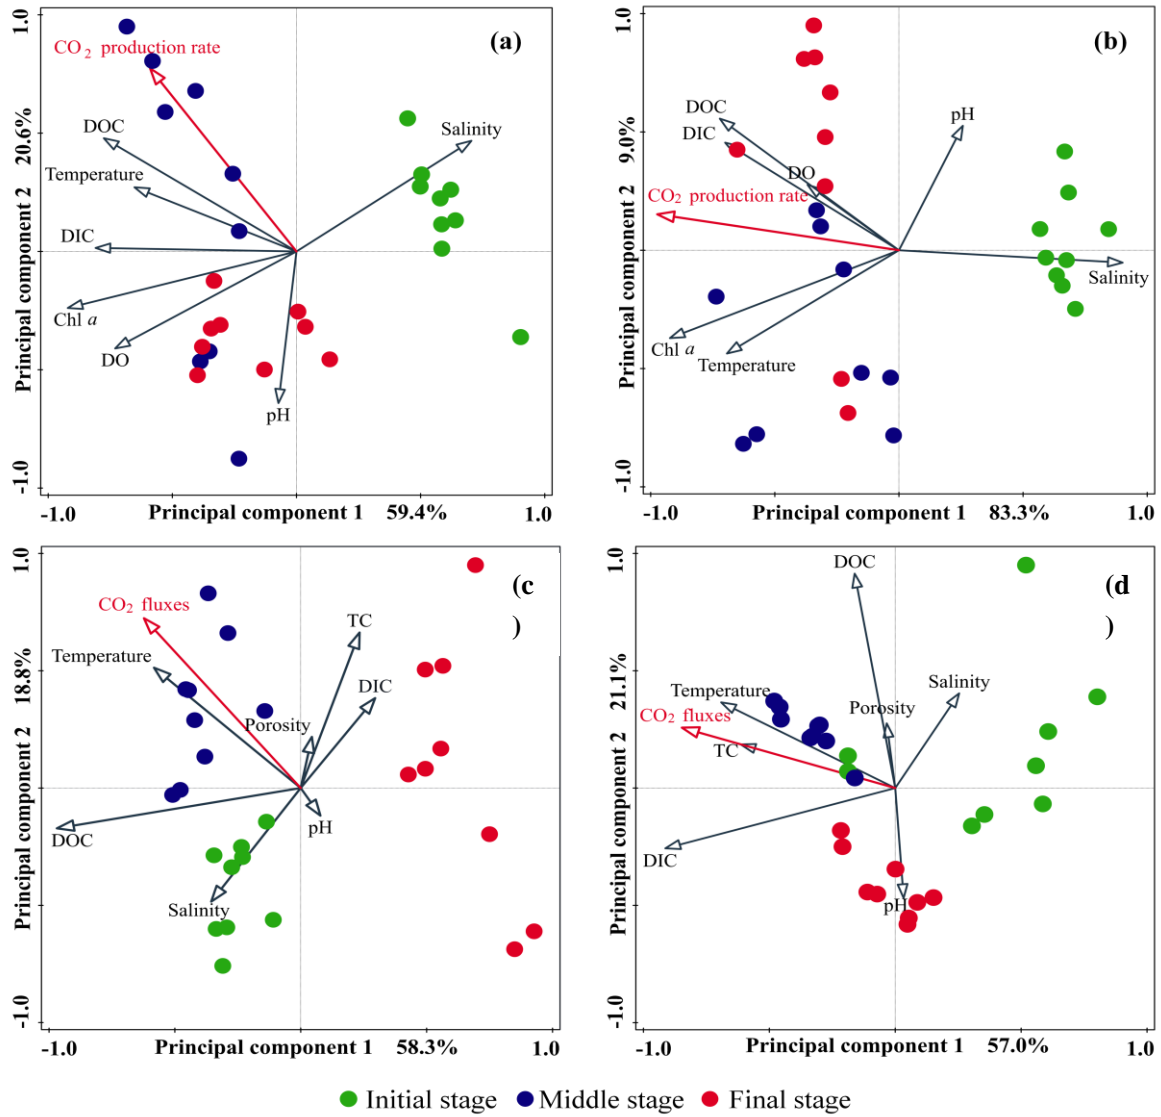 (a)
1.0
CO2 production rate
DOC
Salinity
20.6%
Temperature
DIC
Principal component 2
Chl a
DO
pH
-1.0
-1.0 Principal component 1 59.4% 1.0
(b)
1.0
DOC
pH
DIC
9.0%
DO
CO2 production rate
Principal component 2
Salinity
Chl a
Temperature
-1.0
-1.0 Principal component 1 83.3% 1.0
(c
)
1.0
CO2 fluxes
TC
Temperature
18.8%
DIC
Porosity
Principal component 2
pH
DOC
Salinity
-1.0
-1.0 Principal component 1 58.3% 1.0
(d
)
1.0
DOC
21.1%
Salinity
Temperature
Porosity
CO2 fluxes
TC
Principal component 2
DIC
pH
-1.0
-1.0 Principal component 1 57.0% 1.0
Initial stage Middle stage Final stage